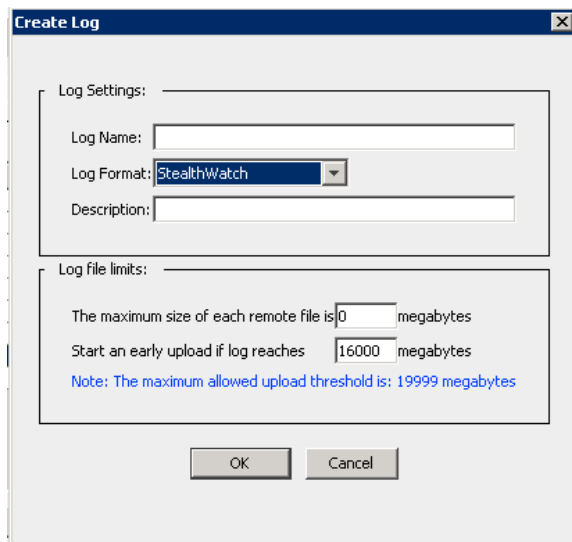 Create Log
Log Settings:
Log Name:
Log Format: StealthWatch
Description:
Log file limits:
The maximum size of each remote file is 0 megabytes
Start an early upload if log reaches 16000 megabytes
Note: The maximum allowed upload threshold is: 19999 megabytes
OK Cancel